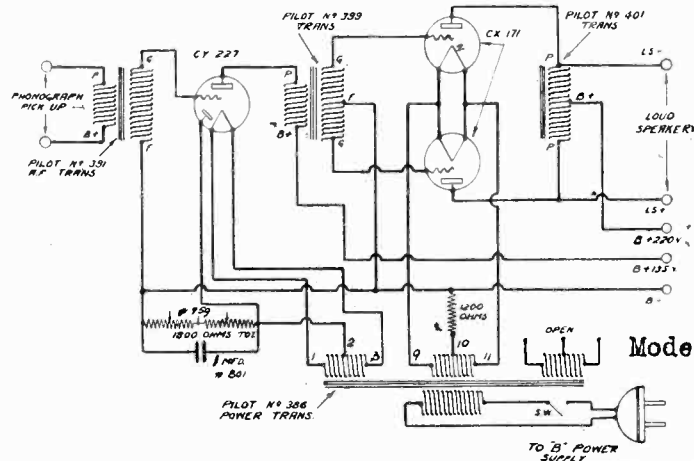 PILOT Nº 399
TRANS
PILOT Nº 401
TRANS
CX 171
CY 227
P
G
G
P
P
LS-
PHONOGRAPH
PICK UP
F
B+
LOUD
SPEAKER
B+
F
B+
G
P
PILOT Nº 391
A.F. TRANS
LS+
+
B+220V
B+135V
B-
# 959
1800 OHMS TOT
1200
OHMS
1 MFD.
# 801
1
2
3
9
10
11
OPEN
Mode
PILOT Nº 386
POWER TRANS.
S.W.
TO "B" POWER
SUPPLY